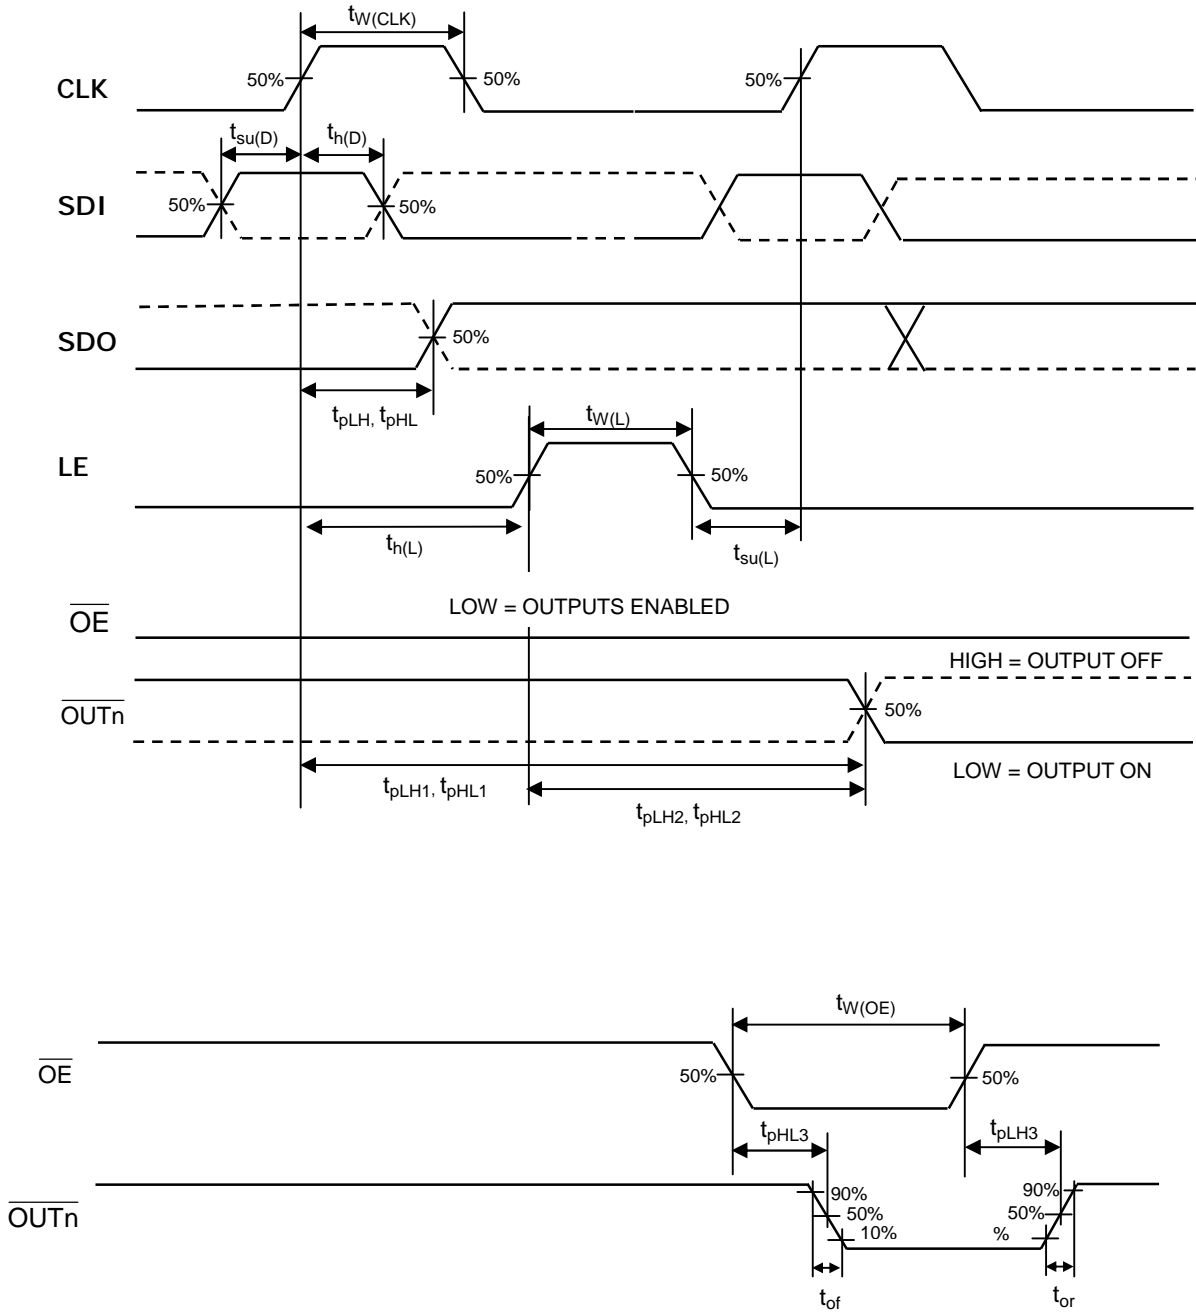 tW(CLK)
50%
50%
50%
CLK
tsu(D)
th(D)
SDI
50%
50%
SDO
50%
tpLH, tpHL
tW(L)
LE
50%
50%
th(L)
tsu(L)
OE
LOW = OUTPUTS ENABLED
HIGH = OUTPUT OFF
OUTn
50%
LOW = OUTPUT ON
tpLH1, tpHL1
tpLH2, tpHL2
tW(OE)
OE
50%
50%
tpHL3
tpLH3
OUTn
90%
90%
50%
50%
10%
%
tof
tor